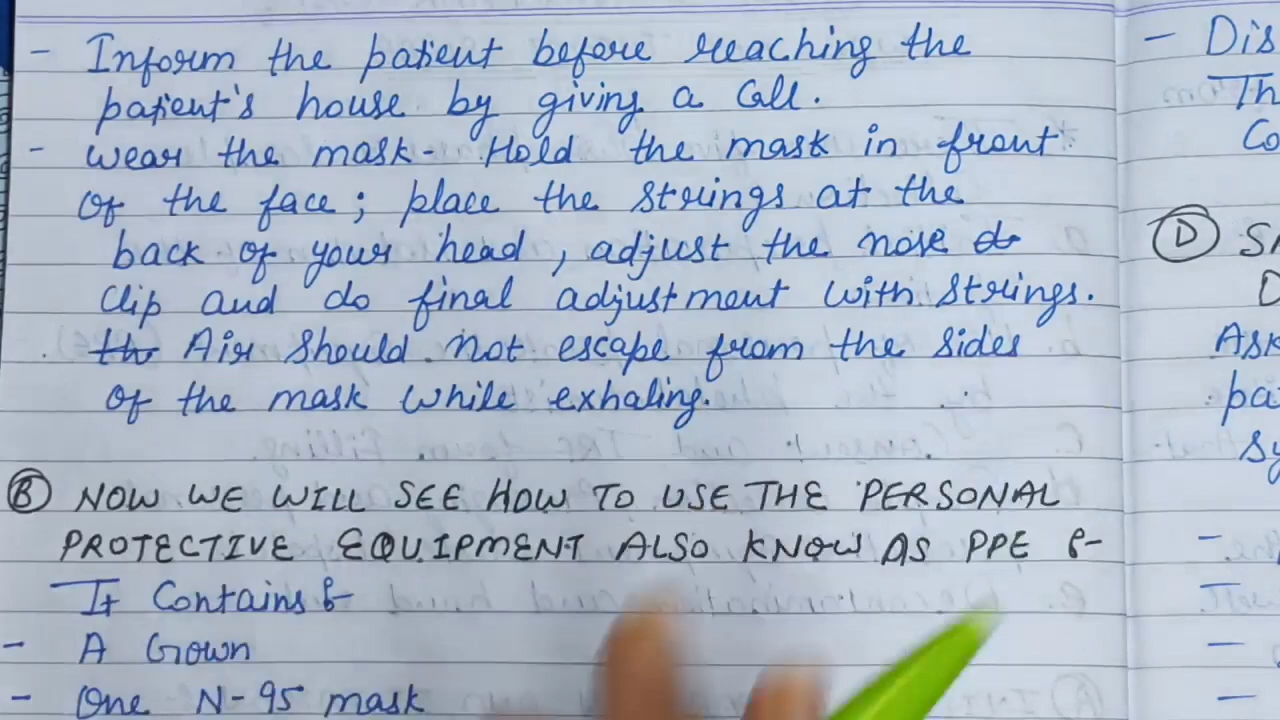 - Inform the patient before reaching the
patient's house by giving a Call.
- wear the mask- Hold the mask in front
of the face; place the strings at the
back of your head, adjust the nose
Clip and do final adjustment with strings.
Air should not escape from the sides
of the mask while exhaling.
B NOW WE WILL SEE HOW TO USE THE PERSONAL
PROTECTIVE EQUIPMENT ALSO KNOW AS PPE :-
It Contains :-
- A Gown
- One N-95 mask
- Dis
Th
Co
D
Ask
pa
sy